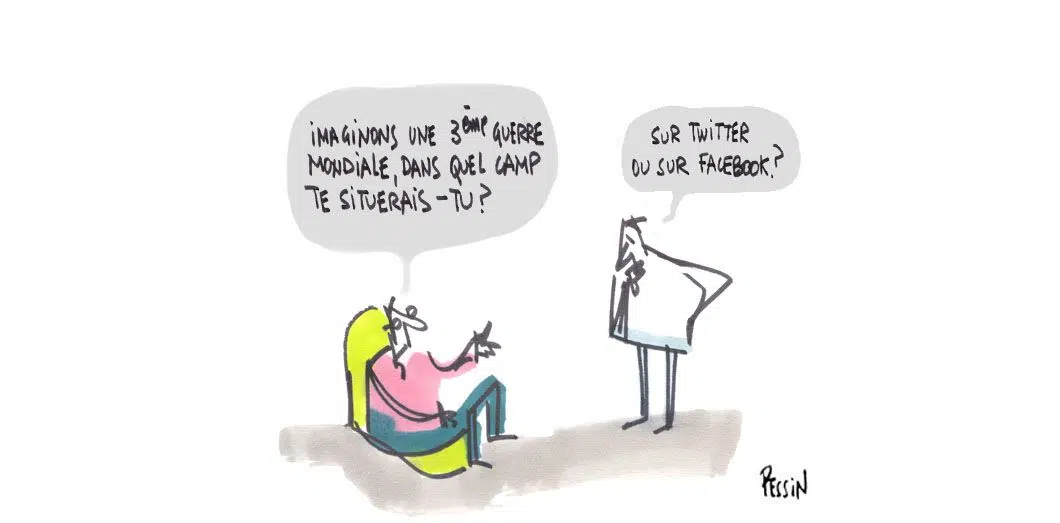 iMAGiNONS UNE 3ème GUERRE
MONDiALE, DANS QUEL CAMP
TE SiTUERAiS-TU?
SUR TWiTTER
OU SUR FACEBOOK?
PESSiN